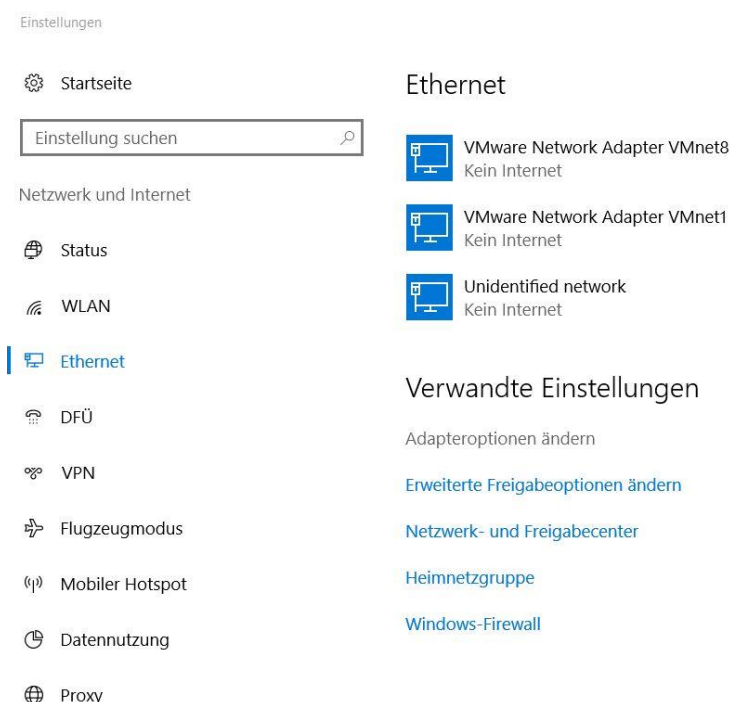 Einstellungen
Startseite
Einstellung suchen
Netzwerk und Internet
Status
WLAN
Ethernet
DFÜ
VPN
Flugzeugmodus
Mobiler Hotspot
Datennutzung
Proxy
Ethernet
VMware Network Adapter VMnet8
Kein Internet
VMware Network Adapter VMnet1
Kein Internet
Unidentified network
Kein Internet
Verwandte Einstellungen
Adapteroptionen ändern
Erweiterte Freigabeoptionen ändern
Netzwerk- und Freigabecenter
Heimnetzgruppe
Windows-Firewall